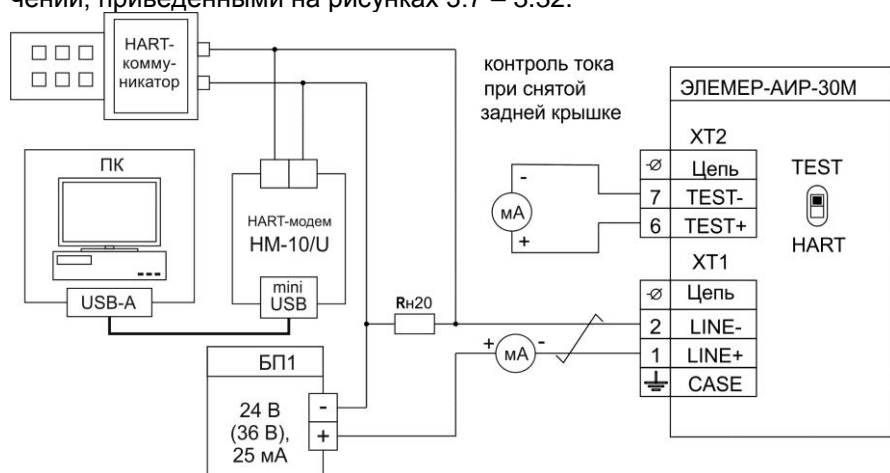 чений, приведенными на рисунках 3.7 – 3.32.
HART-
комму-
никатор
контроль тока
при снятой
задней крышке
ЭЛЕМЕР-АИР-30М
XT2
-Ø Цепь
7 TEST-
6 TEST+
TEST
HART
ПК
USB-A
HART-модем
HM-10/U
mini
USB
-
мА
+
XT1
-Ø Цепь
2 LINE-
1 LINE+
CASE
Rн20
+ мА -
БП1
24 В
(36 В),
25 мА
-
+